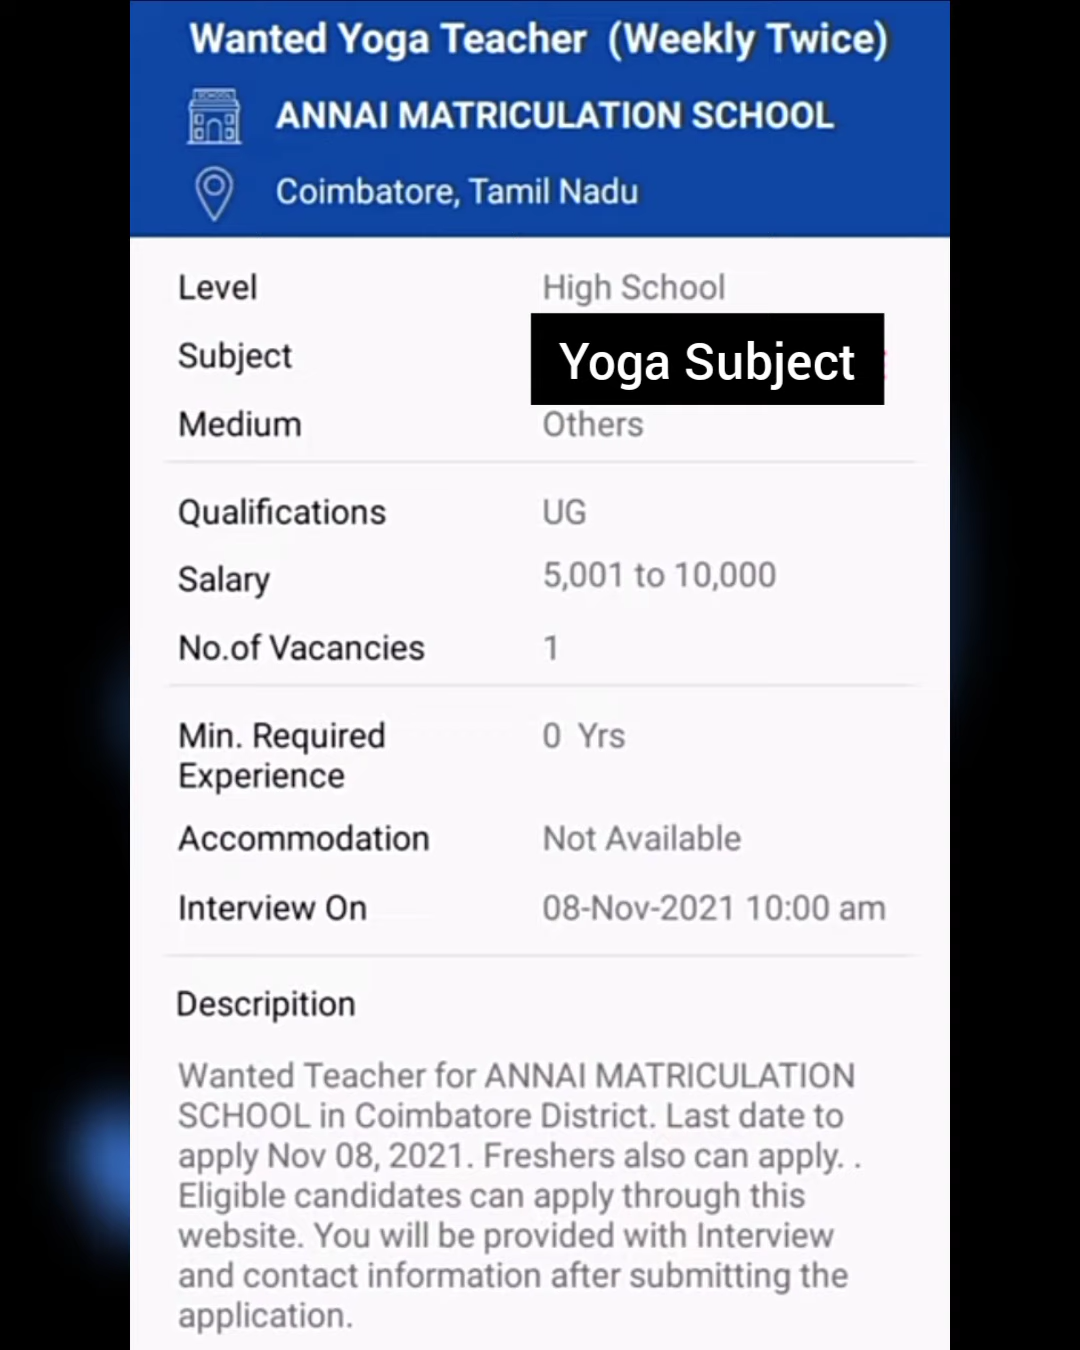 Wanted Yoga Teacher (Weekly Twice)
SCHOOL
ANNAI MATRICULATION SCHOOL
Coimbatore, Tamil Nadu
Level High School
Subject Yoga Subject
Medium Others
Qualifications UG
Salary 5,001 to 10,000
No.of Vacancies 1
Min. Required 0 Yrs
Experience
Accommodation Not Available
Interview On 08-Nov-2021 10:00 am
Descripition
Wanted Teacher for ANNAI MATRICULATION
SCHOOL in Coimbatore District. Last date to
apply Nov 08, 2021. Freshers also can apply. .
Eligible candidates can apply through this
website. You will be provided with Interview
and contact information after submitting the
application.